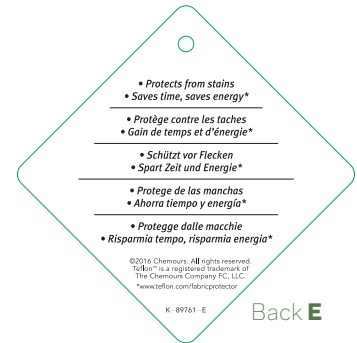 • Protects from stains
• Saves time, saves energy*
• Protège contre les taches
• Gain de temps et d'énergie*
• Schützt vor Flecken
• Spart Zeit und Energie*
• Protege de las manchas
• Ahorra tiempo y energía*
• Protegge dalle macchie
• Risparmia tempo, risparmia energia*
©2016 Chemours. All rights reserved.
Teflon™ is a registered trademark of
The Chemours Company FC, LLC.
*www.teflon.com/fabricprotector
K-89761-E
Back E